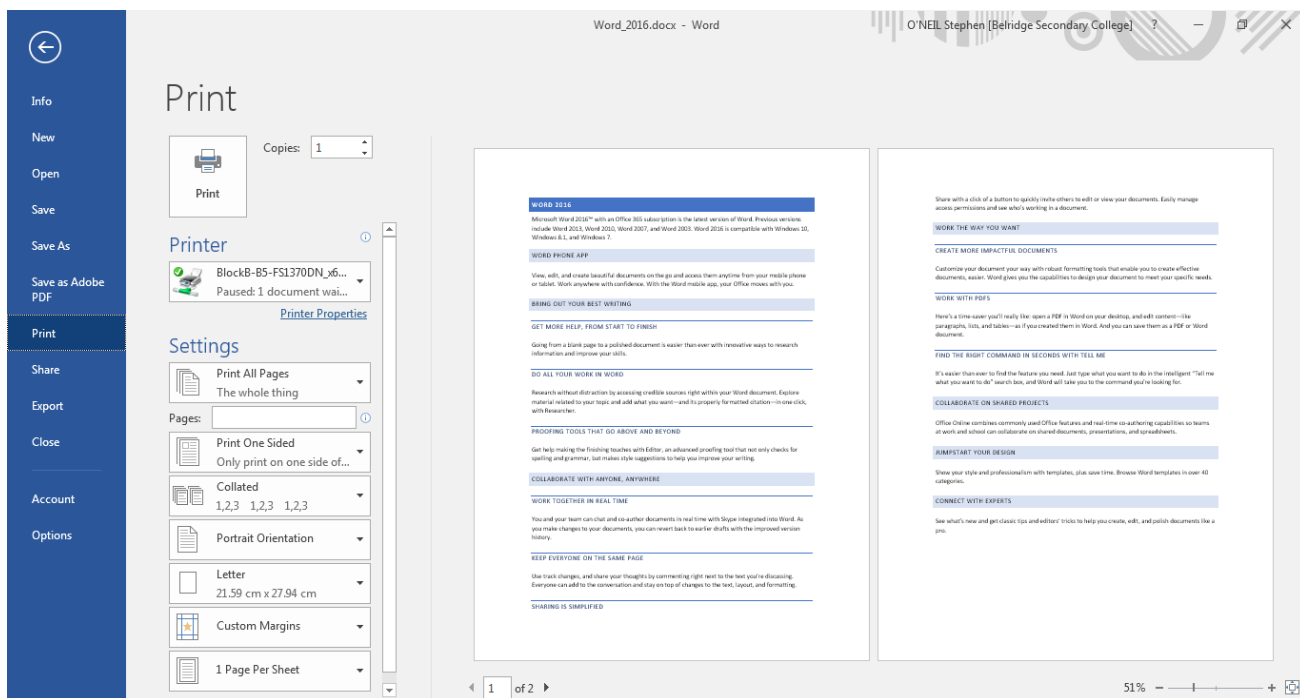 Word_2016.docx - Word
O'NEIL Stephen [Belridge Secondary College]
?
Info
New
Open
Save
Save As
Save as Adobe
PDF
Print
Share
Export
Close
Account
Options
Print
Print
Copies: 1
Printer
BlockB-B5-FS1370DN_x6...
Paused: 1 document wai...
Printer Properties
Settings
Print All Pages
The whole thing
Pages:
Print One Sided
Only print on one side of...
Collated
1,2,3 1,2,3 1,2,3
Portrait Orientation
Letter
21.59 cm x 27.94 cm
Custom Margins
1 Page Per Sheet
WORD 2016
Microsoft Word 2016™ with an Office 365 subscription is the latest version of Word. Previous versions
include Word 2013, Word 2010, Word 2007, and Word 2003. Word 2016 is compatible with Windows 10,
Windows 8.1, and Windows 7.
WORD PHONE APP
View, edit, and create beautiful documents on the go and access them anytime from your mobile phone
or tablet. Work anywhere with confidence. With the Word mobile app, your Office moves with you.
BRING OUT YOUR BEST WRITING
GET MORE HELP, FROM START TO FINISH
Going from a blank page to a polished document is easier than ever with innovative ways to research
information and improve your skills.
DO ALL YOUR WORK IN WORD
Research without distraction by accessing credible sources right within your Word document. Explore
material related to your topic and add what you want—and its properly formatted citation—in one click,
with Researcher.
PROOFING TOOLS THAT GO ABOVE AND BEYOND
Get help making the finishing touches with Editor, an advanced proofing tool that not only checks for
spelling and grammar, but makes style suggestions to help you improve your writing.
COLLABORATE WITH ANYONE, ANYWHERE
WORK TOGETHER IN REAL TIME
You and your team can chat and co-author documents in real time with Skype integrated into Word. As
you make changes to your documents, you can revert back to earlier drafts with the improved version
history.
KEEP EVERYONE ON THE SAME PAGE
Use track changes, and share your thoughts by commenting right next to the text you're discussing.
Everyone can add to the conversation and stay on top of changes to the text, layout, and formatting.
SHARING IS SIMPLIFIED
Share with a click of a button to quickly invite others to edit or view your documents. Easily manage
access permissions and see who's working in a document.
WORK THE WAY YOU WANT
CREATE MORE IMPACTFUL DOCUMENTS
Customize your document your way with robust formatting tools that enable you to create effective
documents, easier. Word gives you the capabilities to design your document to meet your specific needs.
WORK WITH PDFS
Here's a time-saver you'll really like: open a PDF in Word on your desktop, and edit content—like
paragraphs, lists, and tables—as if you created them in Word. And you can save them as a PDF or Word
document.
FIND THE RIGHT COMMAND IN SECONDS WITH TELL ME
It's easier than ever to find the feature you need. Just type what you want to do in the intelligent "Tell me
what you want to do" search box, and Word will take you to the command you're looking for.
COLLABORATE ON SHARED PROJECTS
Office Online combines commonly used Office features and real-time co-authoring capabilities so teams
at work and school can collaborate on shared documents, presentations, and spreadsheets.
JUMPSTART YOUR DESIGN
Show your style and professionalism with templates, plus save time. Browse Word templates in over 40
categories.
CONNECT WITH EXPERTS
See what's new and get classic tips and editors' tricks to help you create, edit, and polish documents like a
pro.
1 of 2
51%